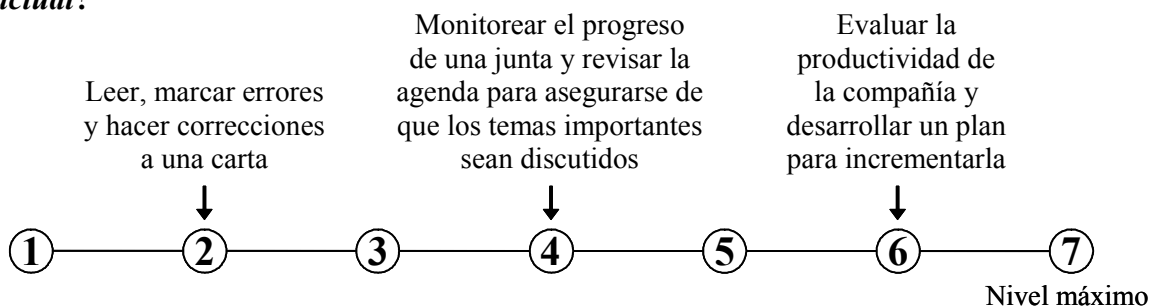 actual?
Leer, marcar errores
y hacer correcciones
a una carta
Monitorear el progreso
de una junta y revisar la
agenda para asegurarse de
que los temas importantes
sean discutidos
Evaluar la
productividad de
la compañía y
desarrollar un plan
para incrementarla
1 2 3 4 5 6 7
Nivel máximo